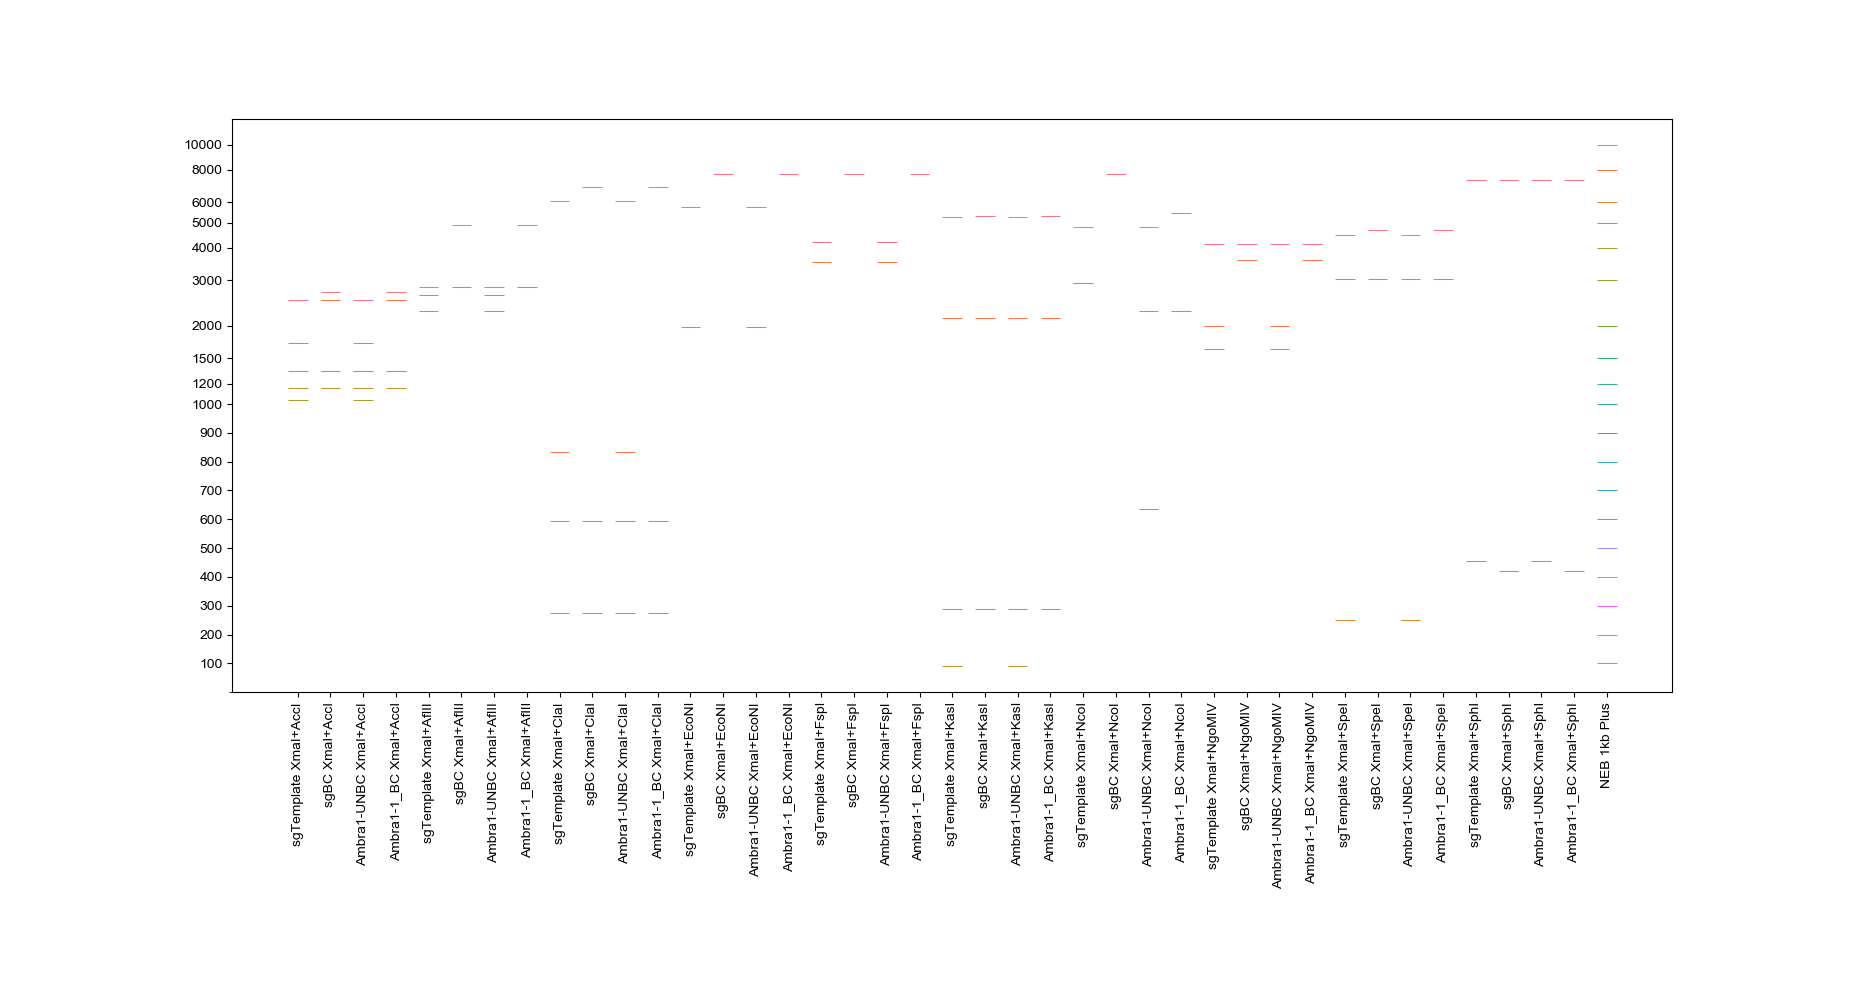 10000
8000
6000
5000
4000
3000
2000
1500
1200
1000
900
800
700
600
500
400
300
200
100
sgTemplate XmaI+AccI
sgBC XmaI+AccI
Ambra1-UNBC XmaI+AccI
Ambra1-1_BC XmaI+AccI
sgTemplate XmaI+AflII
sgBC XmaI+AflII
Ambra1-UNBC XmaI+AflII
Ambra1-1_BC XmaI+AflII
sgTemplate XmaI+ClaI
sgBC XmaI+ClaI
Ambra1-UNBC XmaI+ClaI
Ambra1-1_BC XmaI+ClaI
sgTemplate XmaI+EcoNI
sgBC XmaI+EcoNI
Ambra1-UNBC XmaI+EcoNI
Ambra1-1_BC XmaI+EcoNI
sgTemplate XmaI+FspI
sgBC XmaI+FspI
Ambra1-UNBC XmaI+FspI
Ambra1-1_BC XmaI+FspI
sgTemplate XmaI+KasI
sgBC XmaI+KasI
Ambra1-UNBC XmaI+KasI
Ambra1-1_BC XmaI+KasI
sgTemplate XmaI+NcoI
sgBC XmaI+NcoI
Ambra1-UNBC XmaI+NcoI
Ambra1-1_BC XmaI+NcoI
sgTemplate XmaI+NgoMIV
sgBC XmaI+NgoMIV
Ambra1-UNBC XmaI+NgoMIV
Ambra1-1_BC XmaI+NgoMIV
sgTemplate XmaI+SpeI
sgBC XmaI+SpeI
Ambra1-UNBC XmaI+SpeI
Ambra1-1_BC XmaI+SpeI
sgTemplate XmaI+SphI
sgBC XmaI+SphI
Ambra1-UNBC XmaI+SphI
Ambra1-1_BC XmaI+SphI
NEB 1kb Plus